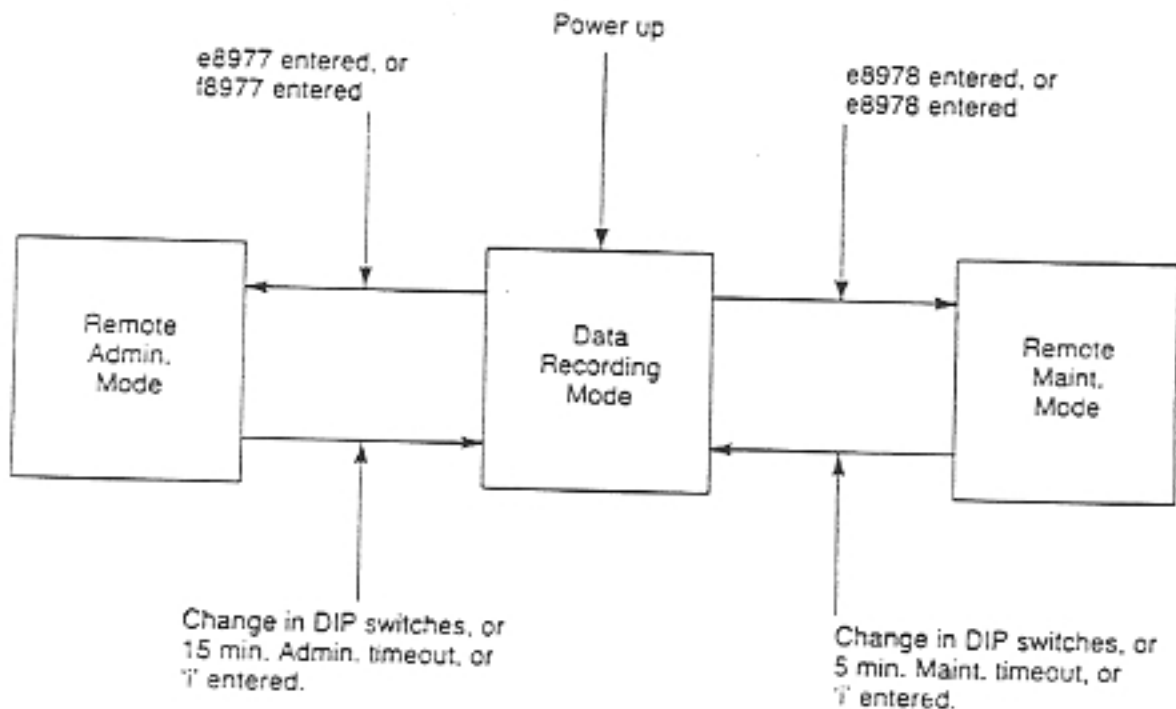 Power up
e8977 entered, or
f8977 entered
e8978 entered, or
e8978 entered
Remote
Admin.
Mode
Data
Recording
Mode
Remote
Maint.
Mode
Change in DIP switches, or
15 min. Admin. timeout, or
'i' entered.
Change in DIP switches, or
5 min. Maint. timeout, or
'i' entered.